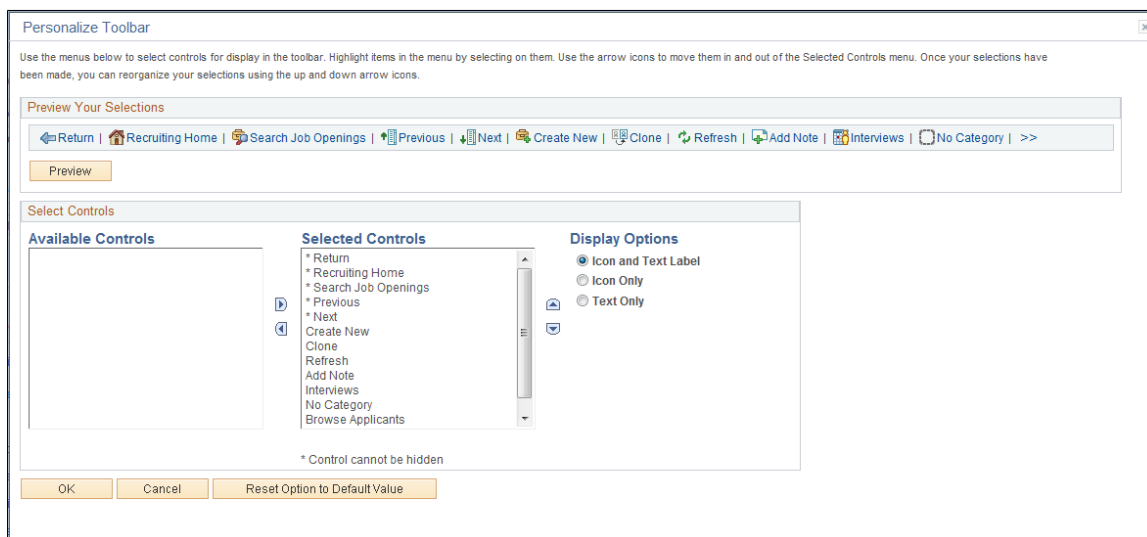 Personalize Toolbar
Use the menus below to select controls for display in the toolbar. Highlight items in the menu by selecting on them. Use the arrow icons to move them in and out of the Selected Controls menu. Once your selections have
been made, you can reorganize your selections using the up and down arrow icons.
Preview Your Selections
Return | Recruiting Home | Search Job Openings | Previous | Next | Create New | Clone | Refresh | Add Note | Interviews | No Category | >>
Preview
Select Controls
Available Controls
Selected Controls
* Return
* Recruiting Home
* Search Job Openings
* Previous
* Next
Create New
Clone
Refresh
Add Note
Interviews
No Category
Browse Applicants
* Control cannot be hidden
Display Options
Icon and Text Label
Icon Only
Text Only
OK Cancel Reset Option to Default Value